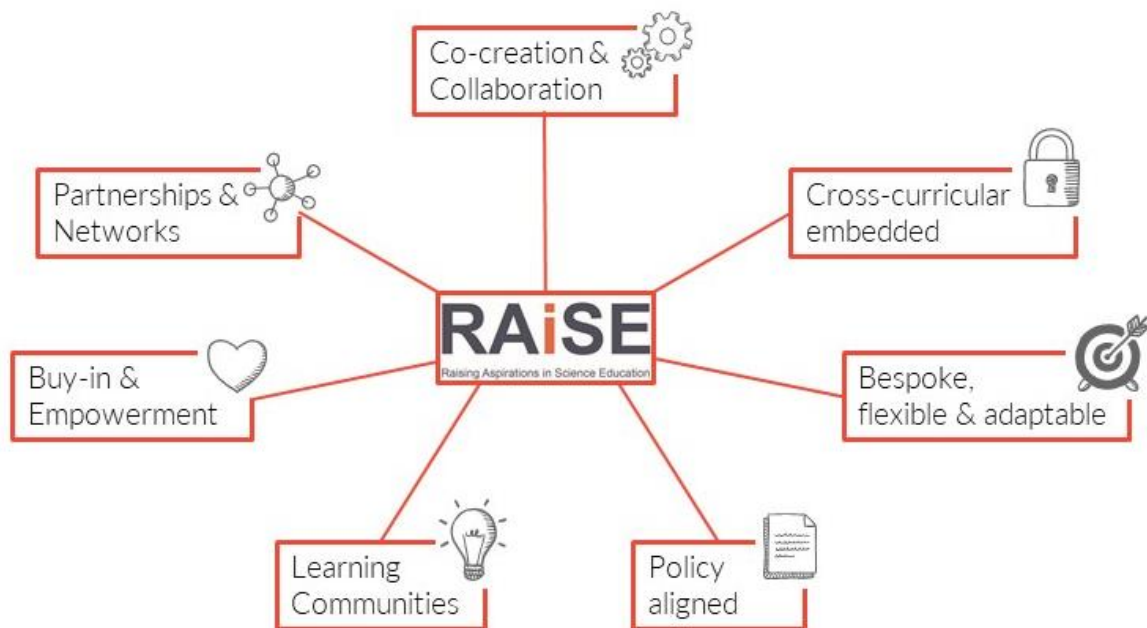 Co-creation &
Collaboration
Partnerships &
Networks
Cross-curricular
embedded
RAiSE
Raising Aspirations in Science Education
Buy-in &
Empowerment
Bespoke,
flexible & adaptable
Learning
Communities
Policy
aligned